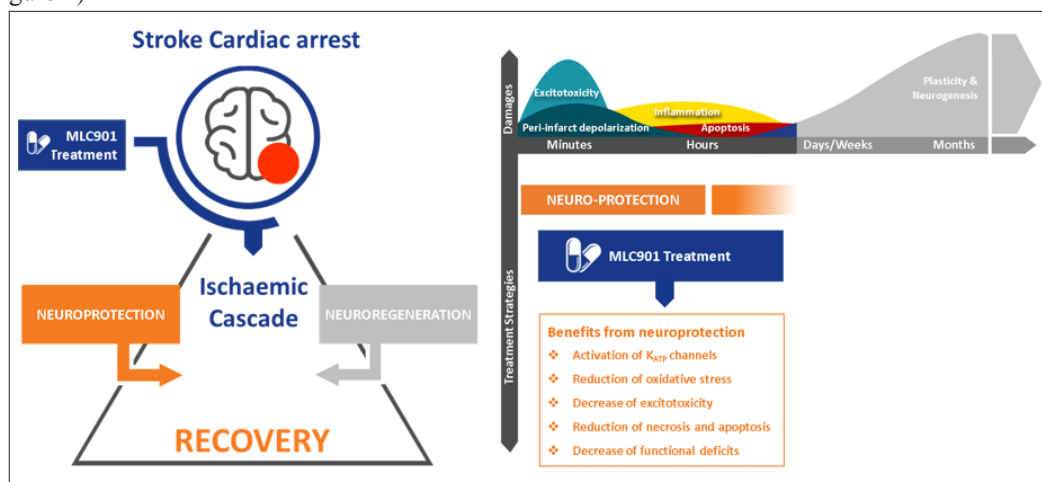 Stroke Cardiac arrest
MLC901
Treatment
Ischaemic
Cascade
NEUROPROTECTION
NEUROREGENERATION
RECOVERY
Damages
Excitotoxicity
Peri-infarct depolarization
Inflammation
Apoptosis
Plasticity &
Neurogenesis
Minutes
Hours
Days/Weeks
Months
Treatment Strategies
NEURO-PROTECTION
MLC901 Treatment
Benefits from neuroprotection
❖ Activation of KATP channels
❖ Reduction of oxidative stress
❖ Decrease of excitotoxicity
❖ Reduction of necrosis and apoptosis
❖ Decrease of functional deficits